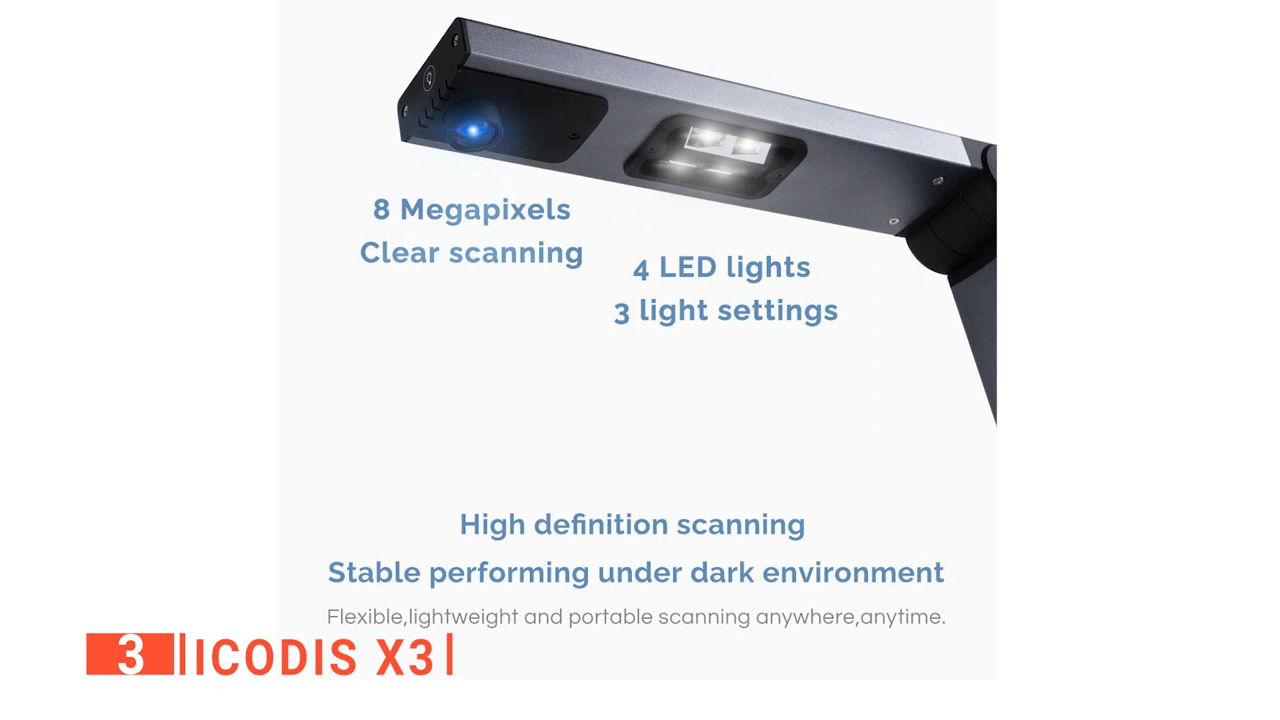 8 Megapixels
Clear scanning
4 LED lights
3 light settings
High definition scanning
Stable performing under dark environment
Flexible,lightweight and portable scanning anywhere,anytime.
3 ICODIS X3